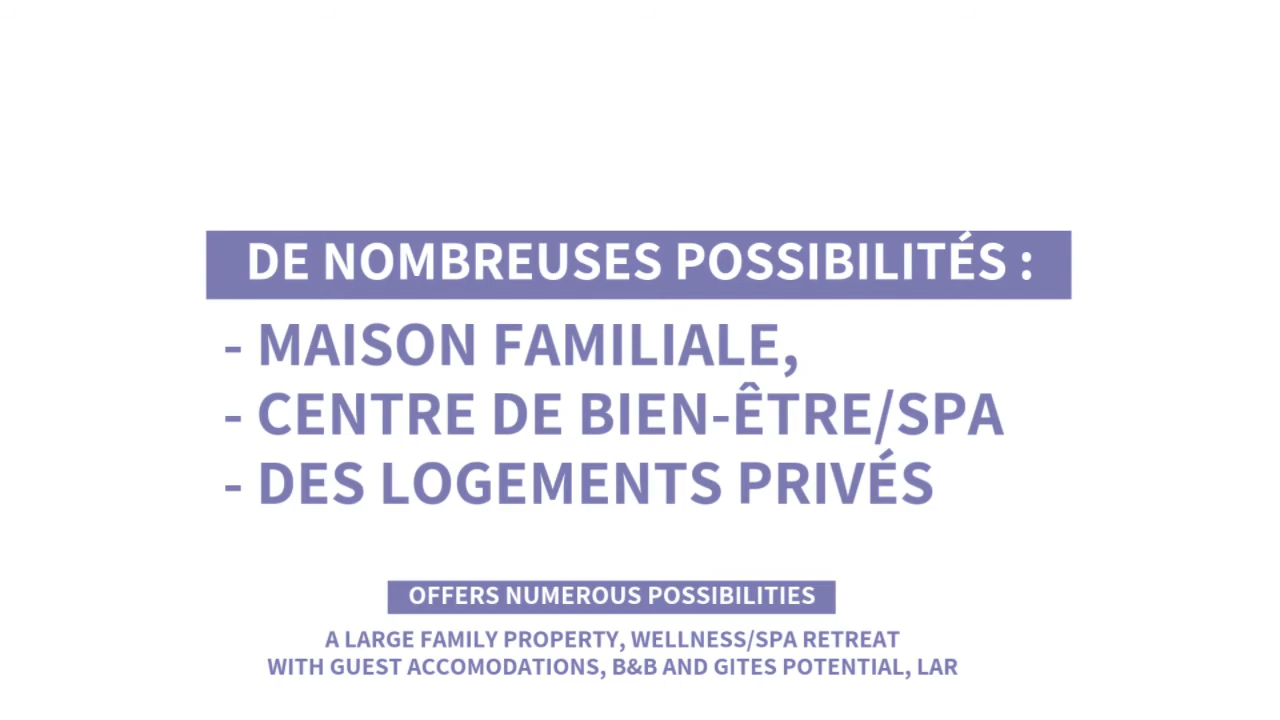 DE NOMBREUSES POSSIBILITÉS :
- MAISON FAMILIALE,
- CENTRE DE BIEN-ÊTRE/SPA
- DES LOGEMENTS PRIVÉS
OFFERS NUMEROUS POSSIBILITIES
A LARGE FAMILY PROPERTY, WELLNESS/SPA RETREAT
WITH GUEST ACCOMODATIONS, B&B AND GITES POTENTIAL, LAR